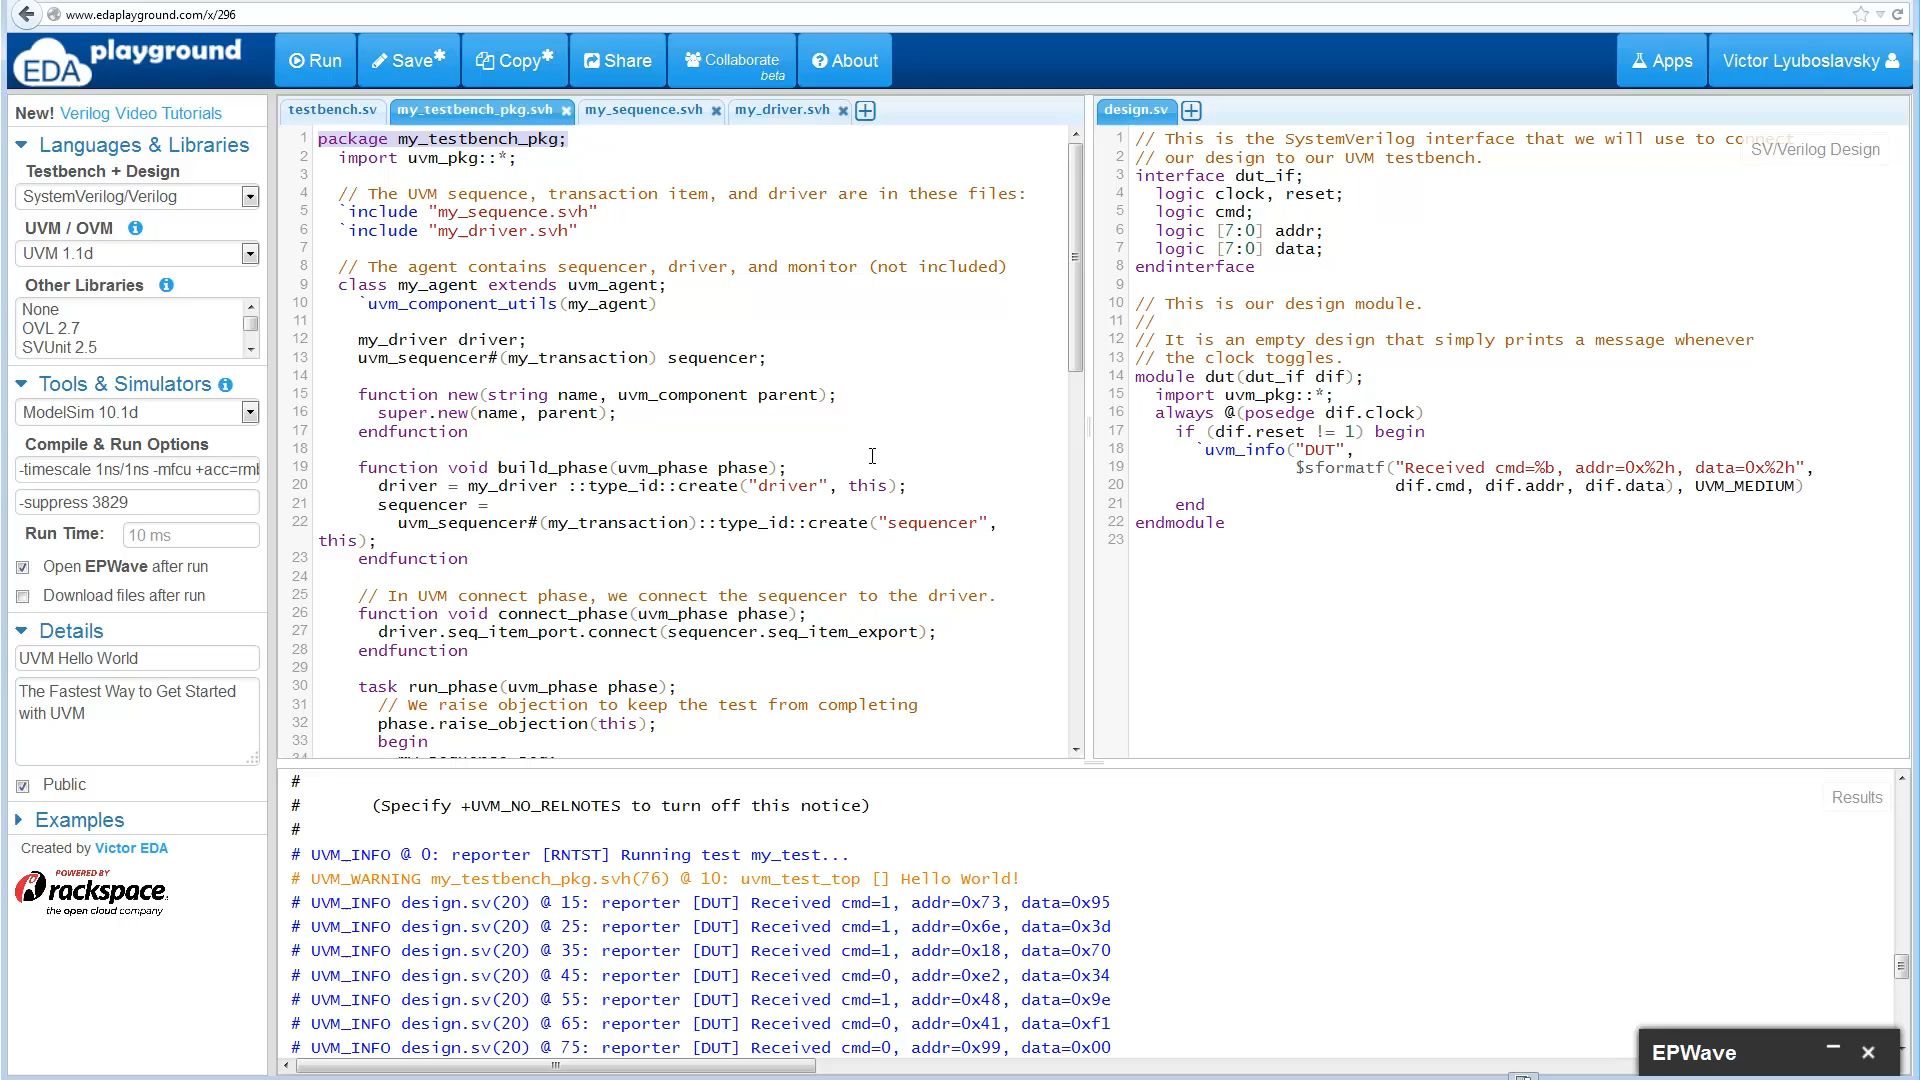 www.edaplayground.com/x/296
EDA playground
Run
Save*
Copy*
Share
Collaborate
beta
About
Apps
Victor Lyuboslavsky
New! Verilog Video Tutorials
Languages & Libraries
Testbench + Design
SystemVerilog/Verilog
UVM / OVM
UVM 1.1d
Other Libraries
None
OVL 2.7
SVUnit 2.5
Tools & Simulators
ModelSim 10.1d
Compile & Run Options
-timescale 1ns/1ns -mfcu +acc=rmb
-suppress 3829
Run Time:
10 ms
Open EPWave after run
Download files after run
Details
UVM Hello World
The Fastest Way to Get Started
with UVM
Public
Examples
Created by Victor EDA
POWERED BY
rackspace.
the open cloud company
testbench.sv
my_testbench_pkg.svh
my_sequence.svh
my_driver.svh
1 package my_testbench_pkg;
2 import uvm_pkg::*;
3
4 // The UVM sequence, transaction item, and driver are in these files:
5 `include "my_sequence.svh"
6 `include "my_driver.svh"
7
8 // The agent contains sequencer, driver, and monitor (not included)
9 class my_agent extends uvm_agent;
10 `uvm_component_utils(my_agent)
11
12 my_driver driver;
13 uvm_sequencer#(my_transaction) sequencer;
14
15 function new(string name, uvm_component parent);
16 super.new(name, parent);
17 endfunction
18
19 function void build_phase(uvm_phase phase);
20 driver = my_driver ::type_id::create("driver", this);
21 sequencer =
22 uvm_sequencer#(my_transaction)::type_id::create("sequencer",
this);
23 endfunction
24
25 // In UVM connect phase, we connect the sequencer to the driver.
26 function void connect_phase(uvm_phase phase);
27 driver.seq_item_port.connect(sequencer.seq_item_export);
28 endfunction
29
30 task run_phase(uvm_phase phase);
31 // We raise objection to keep the test from completing
32 phase.raise_objection(this);
33 begin
design.sv
SV/Verilog Design
1 // This is the SystemVerilog interface that we will use to connect
2 // our design to our UVM testbench.
3 interface dut_if;
4 logic clock, reset;
5 logic cmd;
6 logic [7:0] addr;
7 logic [7:0] data;
8 endinterface
9
10 // This is our design module.
11 //
12 // It is an empty design that simply prints a message whenever
13 // the clock toggles.
14 module dut(dut_if dif);
15 import uvm_pkg::*;
16 always @(posedge dif.clock)
17 if (dif.reset != 1) begin
18 `uvm_info("DUT",
19 $sformatf("Received cmd=%b, addr=0x%2h, data=0x%2h",
20 dif.cmd, dif.addr, dif.data), UVM_MEDIUM)
21 end
22 endmodule
23
#
# (Specify +UVM_NO_RELNOTES to turn off this notice)
#
# UVM_INFO @ 0: reporter [RNTST] Running test my_test...
# UVM_WARNING my_testbench_pkg.svh(76) @ 10: uvm_test_top [] Hello World!
# UVM_INFO design.sv(20) @ 15: reporter [DUT] Received cmd=1, addr=0x73, data=0x95
# UVM_INFO design.sv(20) @ 25: reporter [DUT] Received cmd=1, addr=0x6e, data=0x3d
# UVM_INFO design.sv(20) @ 35: reporter [DUT] Received cmd=1, addr=0x18, data=0x70
# UVM_INFO design.sv(20) @ 45: reporter [DUT] Received cmd=0, addr=0xe2, data=0x34
# UVM_INFO design.sv(20) @ 55: reporter [DUT] Received cmd=1, addr=0x48, data=0x9e
# UVM_INFO design.sv(20) @ 65: reporter [DUT] Received cmd=0, addr=0x41, data=0xf1
# UVM_INFO design.sv(20) @ 75: reporter [DUT] Received cmd=0, addr=0x99, data=0x00
Results
EPWave